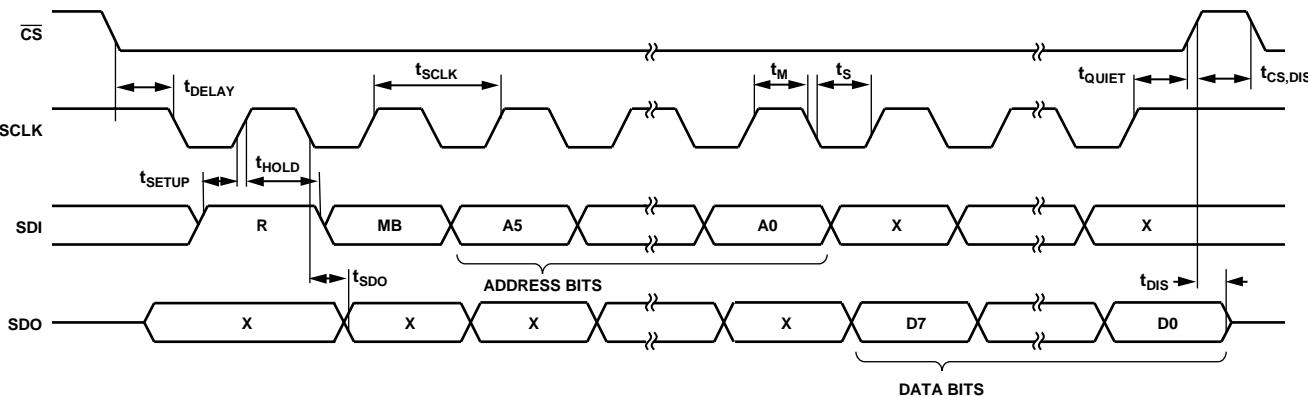 CS
tDELAY
tSCLK
tM
tS
tQUIET
tCS,DIS
SCLK
tSETUP
tHOLD
SDI
R
MB
A5
A0
X
X
tSDO
ADDRESS BITS
tDIS
SDO
X
X
X
X
D7
D0
DATA BITS